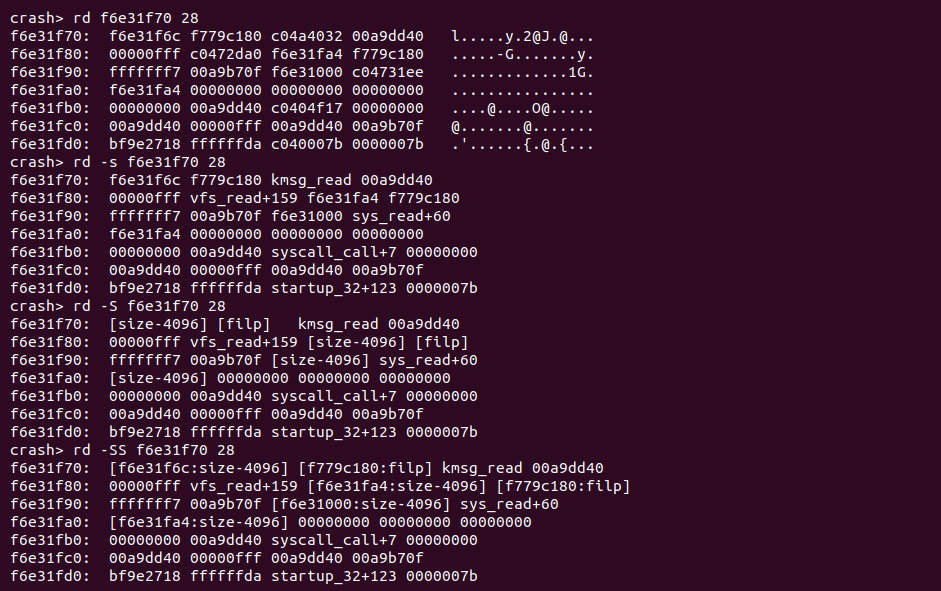 crash> rd f6e31f70 28
f6e31f70:  f6e31f6c f779c180 c04a4032 00a9dd40   l.....y.2@J.@...
f6e31f80:  00000fff c0472da0 f6e31fa4 f779c180   .....-G.......y.
f6e31f90:  fffffff7 00a9b70f f6e31000 c04731ee   .............1G.
f6e31fa0:  f6e31fa4 00000000 00000000 00000000   ................
f6e31fb0:  00000000 00a9dd40 c0404f17 00000000   ....@....O@.....
f6e31fc0:  00a9dd40 00000fff 00a9dd40 00a9b70f   @.......@.......
f6e31fd0:  bf9e2718 ffffffda c040007b 0000007b   .'......{.@.{...
crash> rd -s f6e31f70 28
f6e31f70:  f6e31f6c f779c180 kmsg_read 00a9dd40
f6e31f80:  00000fff vfs_read+159 f6e31fa4 f779c180
f6e31f90:  fffffff7 00a9b70f f6e31000 sys_read+60
f6e31fa0:  f6e31fa4 00000000 00000000 00000000
f6e31fb0:  00000000 00a9dd40 syscall_call+7 00000000
f6e31fc0:  00a9dd40 00000fff 00a9dd40 00a9b70f
f6e31fd0:  bf9e2718 ffffffda startup_32+123 0000007b
crash> rd -S f6e31f70 28
f6e31f70:  [size-4096] [filp]   kmsg_read 00a9dd40
f6e31f80:  00000fff vfs_read+159 [size-4096] [filp]
f6e31f90:  fffffff7 00a9b70f [size-4096] sys_read+60
f6e31fa0:  [size-4096] 00000000 00000000 00000000
f6e31fb0:  00000000 00a9dd40 syscall_call+7 00000000
f6e31fc0:  00a9dd40 00000fff 00a9dd40 00a9b70f
f6e31fd0:  bf9e2718 ffffffda startup_32+123 0000007b
crash> rd -SS f6e31f70 28
f6e31f70:  [f6e31f6c:size-4096] [f779c180:filp] kmsg_read 00a9dd40
f6e31f80:  00000fff vfs_read+159 [f6e31fa4:size-4096] [f779c180:filp]
f6e31f90:  fffffff7 00a9b70f [f6e31000:size-4096] sys_read+60
f6e31fa0:  [f6e31fa4:size-4096] 00000000 00000000 00000000
f6e31fb0:  00000000 00a9dd40 syscall_call+7 00000000
f6e31fc0:  00a9dd40 00000fff 00a9dd40 00a9b70f
f6e31fd0:  bf9e2718 ffffffda startup_32+123 0000007b